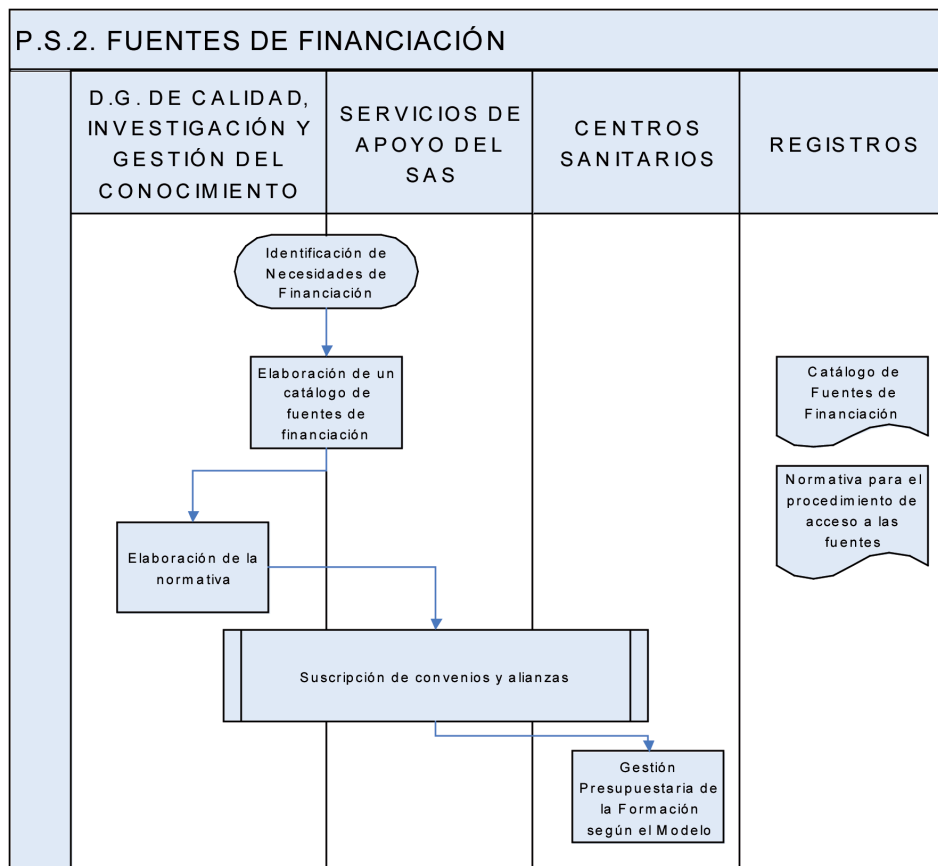 P.S.2. FUENTES DE FINANCIACIÓN
D.G. DE CALIDAD,
INVESTIGACIÓN Y
GESTIÓN DEL
CONOCIMIENTO
SERVICIOS DE
APOYO DEL
SAS
CENTROS
SANITARIOS
REGISTROS
Identificación de
Necesidades de
Financiación
Elaboración de un
catálogo de
fuentes de
financiación
Catálogo de
Fuentes de
Financiación
Normativa para el
procedimiento de
acceso a las
fuentes
Elaboración de la
normativa
Suscripción de convenios y alianzas
Gestión
Presupuestaria de
la Formación
según el Modelo